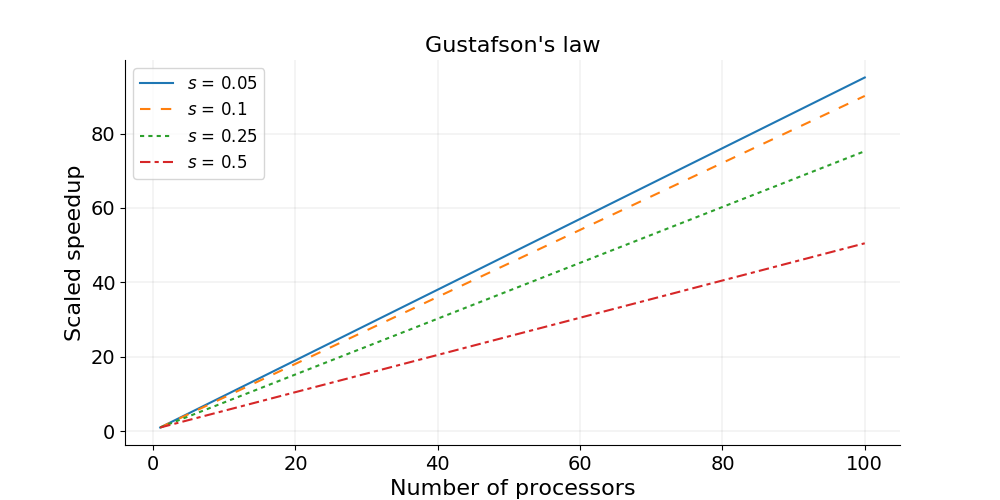 Gustafson's law
s = 0.05
s = 0.1
s = 0.25
s = 0.5
Scaled speedup
80
60
40
20
0
0 20 40 60 80 100
Number of processors